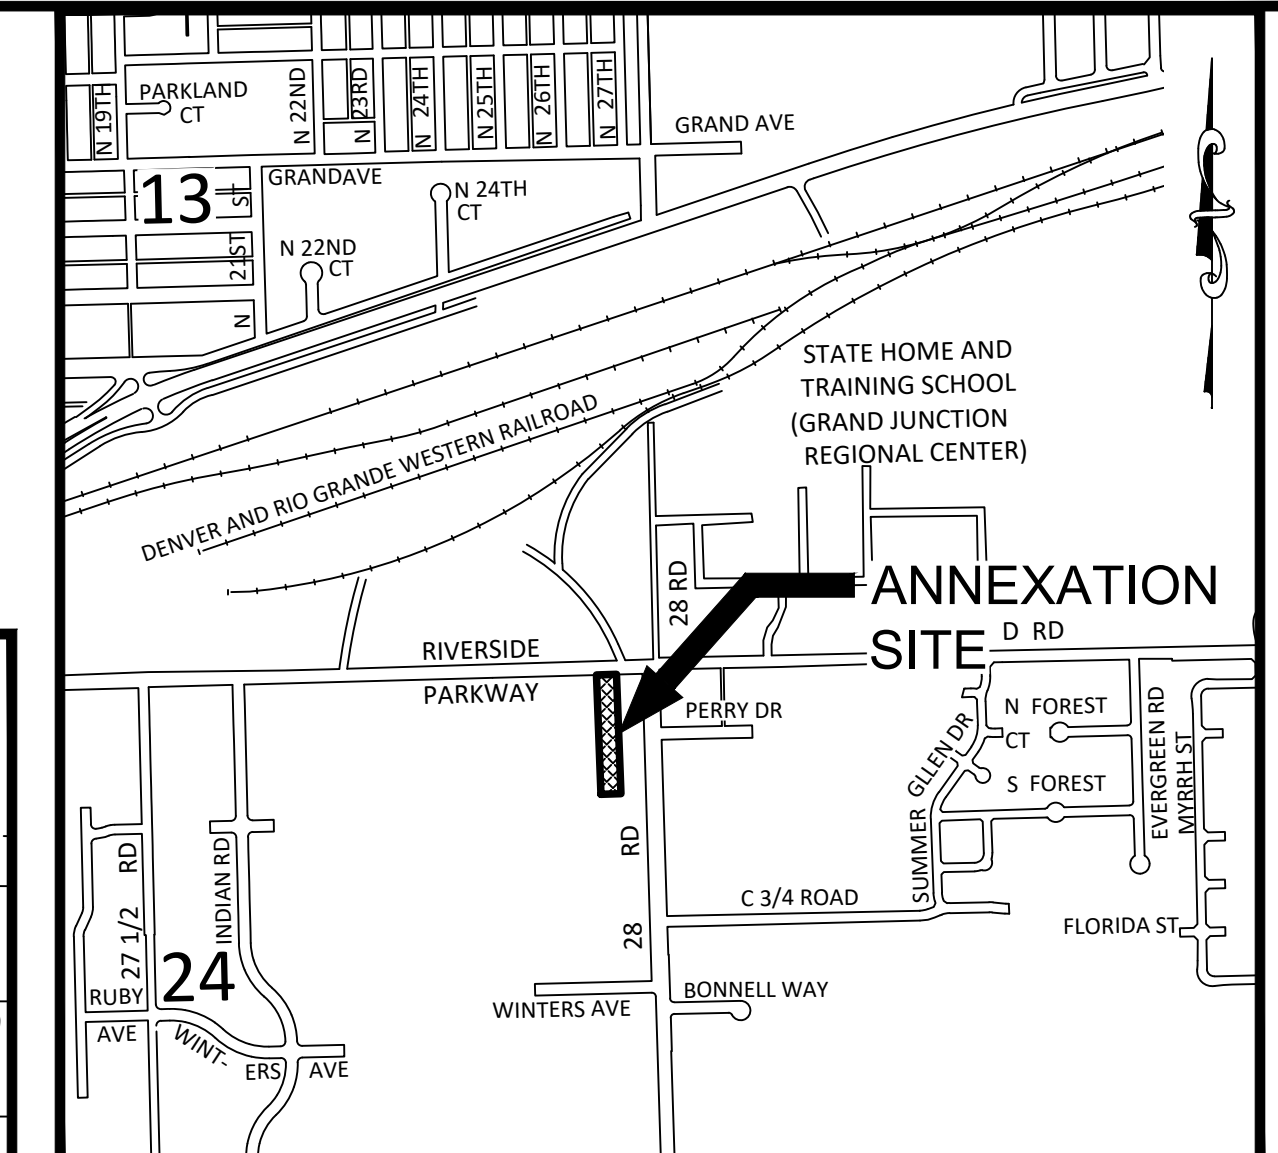 N 19TH
PARKLAND
CT
N 22ND
N 23RD
N 24TH
N 25TH
N 26TH
N 27TH
GRAND AVE
13
GRANDAVE
N 24TH
CT
N 21ST ST
N 22ND
CT
STATE HOME AND
TRAINING SCHOOL
(GRAND JUNCTION
REGIONAL CENTER)
DENVER AND RIO GRANDE WESTERN RAILROAD
28 RD
ANNEXATION
SITE
D RD
RIVERSIDE
PARKWAY
PERRY DR
N FOREST
CT
S FOREST
EVERGREEN RD
MYRRH ST
SUMMER GLLEN DR
28 RD
C 3/4 ROAD
FLORIDA ST
27 1/2 RD
INDIAN RD
24
RUBY
AVE
WINT-
ERS AVE
WINTERS AVE
BONNELL WAY